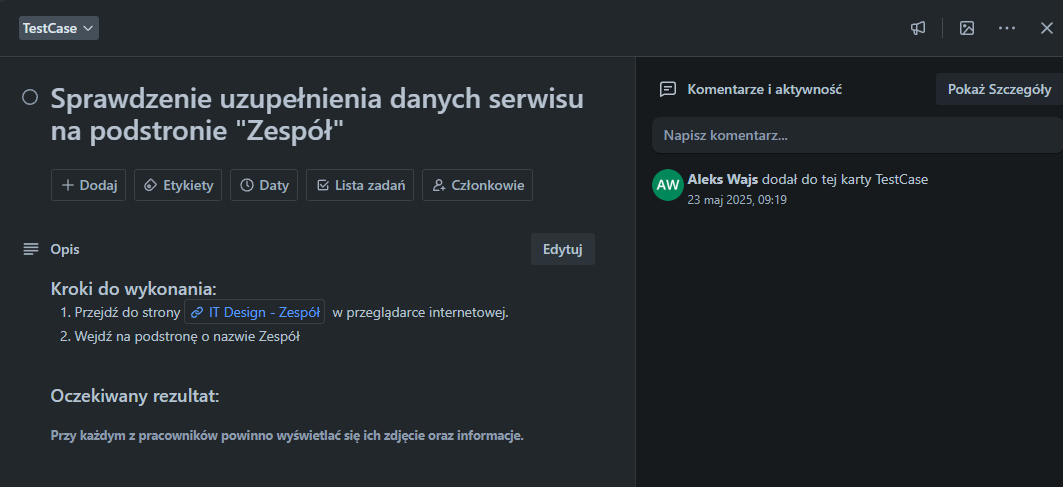 TestCase
Sprawdzenie uzupełnienia danych serwisu
na podstronie "Zespół"
Dodaj
Etykiety
Daty
Lista zadań
Członkowie
Opis
Edytuj
Kroki do wykonania:
1. Przejdź do strony IT Design - Zespół w przeglądarce internetowej.
2. Wejdź na podstronę o nazwie Zespół
Oczekiwany rezultat:
Przy każdym z pracowników powinno wyświetlać się ich zdjęcie oraz informacje.
Komentarze i aktywność
Pokaż Szczegóły
Napisz komentarz...
AW
Aleks Wajs dodał do tej karty TestCase
23 maj 2025, 09:19